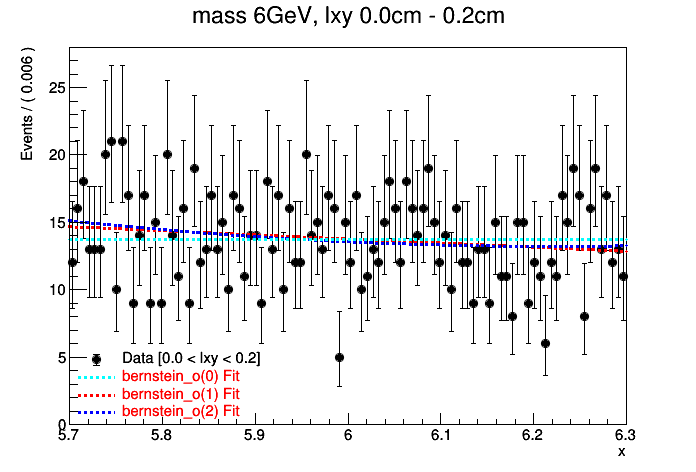 mass 6GeV, lxy 0.0cm - 0.2cm
Events / ( 0.006 )
25
20
15
10
5
0
Data [0.0 < lxy < 0.2]
bernstein_o(0) Fit
bernstein_o(1) Fit
bernstein_o(2) Fit
5.7 5.8 5.9 6 6.1 6.2 6.3
x